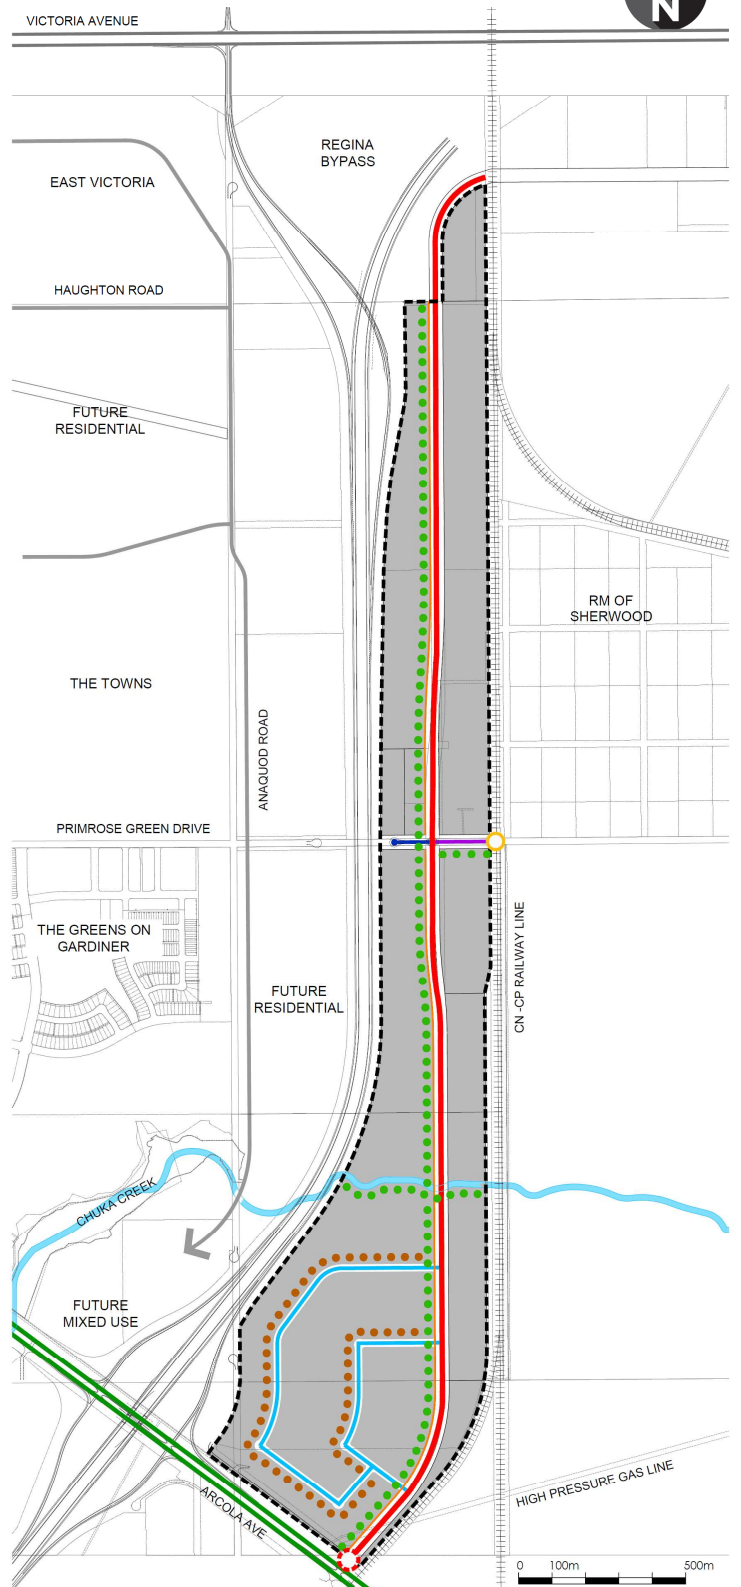 N
VICTORIA AVENUE
REGINA
BYPASS
EAST VICTORIA
HAUGHTON ROAD
FUTURE
RESIDENTIAL
RM OF
SHERWOOD
THE TOWNS
ANAQUOD ROAD
PRIMROSE GREEN DRIVE
THE GREENS ON
GARDINER
FUTURE
RESIDENTIAL
CN -CP RAILWAY LINE
CHUKA CREEK
FUTURE
MIXED USE
ARCOLA AVE
HIGH PRESSURE GAS LINE
0 100m 500m